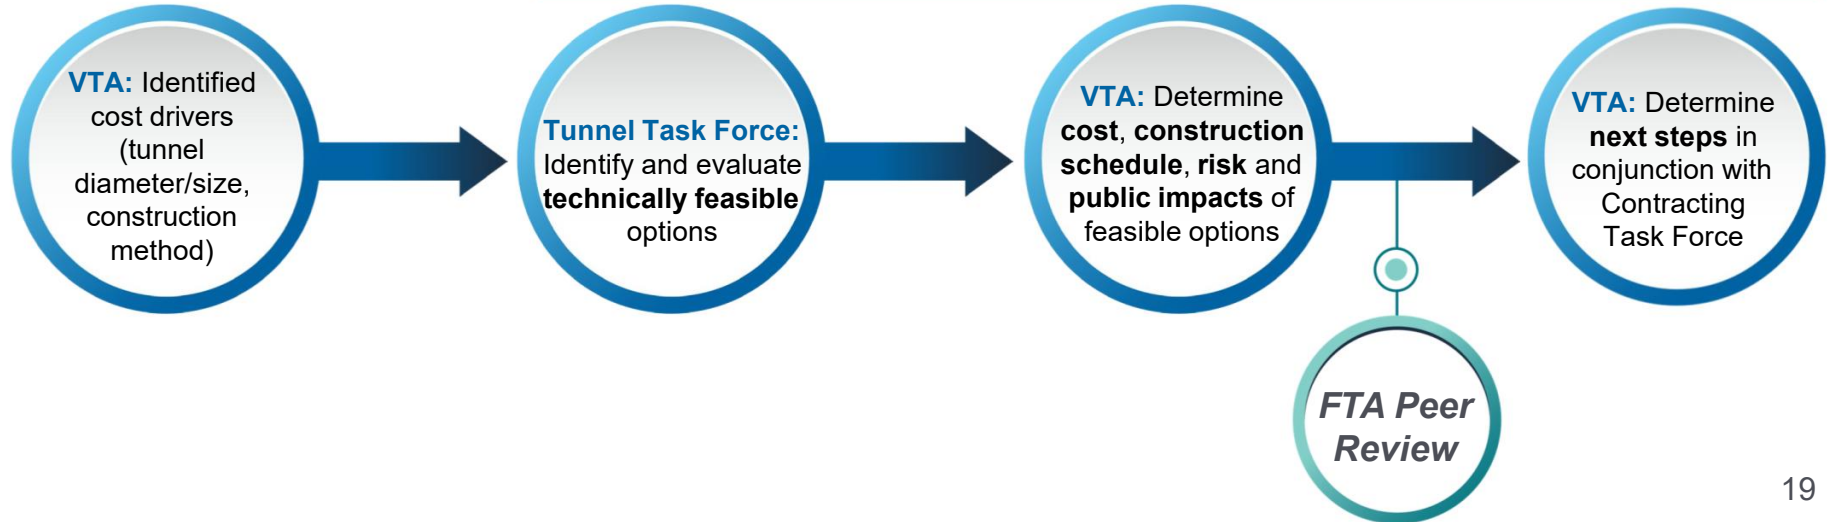 VTA: Identified
cost drivers
(tunnel
diameter/size,
construction
method)
Tunnel Task Force:
Identify and evaluate
technically feasible
options
VTA: Determine
cost, construction
schedule, risk and
public impacts of
feasible options
VTA: Determine
next steps in
conjunction with
Contracting
Task Force
FTA Peer
Review
19